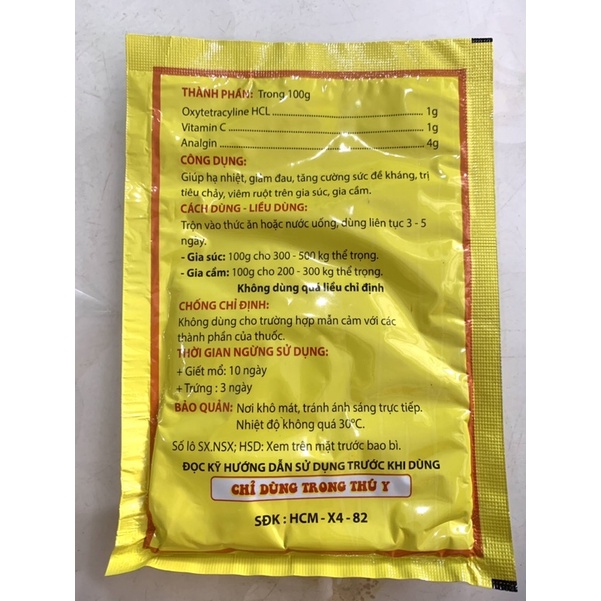 THÀNH PHẦN: Trong 100g
Oxytetracyline HCL 1g
Vitamin C 1g
Analgin 4g
CÔNG DỤNG:
Giúp hạ nhiệt, giảm đau, tăng cường sức đề kháng, trị
tiêu chảy, viêm ruột trên gia súc, gia cầm.
CÁCH DÙNG - LIỀU DÙNG:
Trộn vào thức ăn hoặc nước uống, dùng liên tục 3 - 5
ngày.
- Gia súc: 100g cho 300 - 500 kg thể trọng.
- Gia cầm: 100g cho 200 - 300 kg thể trọng.
Không dùng quá liều chỉ định
CHỐNG CHỈ ĐỊNH:
Không dùng cho trường hợp mẫn cảm với các
thành phần của thuốc.
THỜI GIAN NGỪNG SỬ DỤNG:
+ Giết mổ: 10 ngày
+ Trứng : 3 ngày
BẢO QUẢN: Nơi khô mát, tránh ánh sáng trực tiếp.
Nhiệt độ không quá 30ºC.
Số lô SX.NSX; HSD: Xem trên mặt trước bao bì.
ĐỌC KỸ HƯỚNG DẪN SỬ DỤNG TRƯỚC KHI DÙNG
CHỈ DÙNG TRONG THÚ Y
SĐK : HCM - X4 - 82